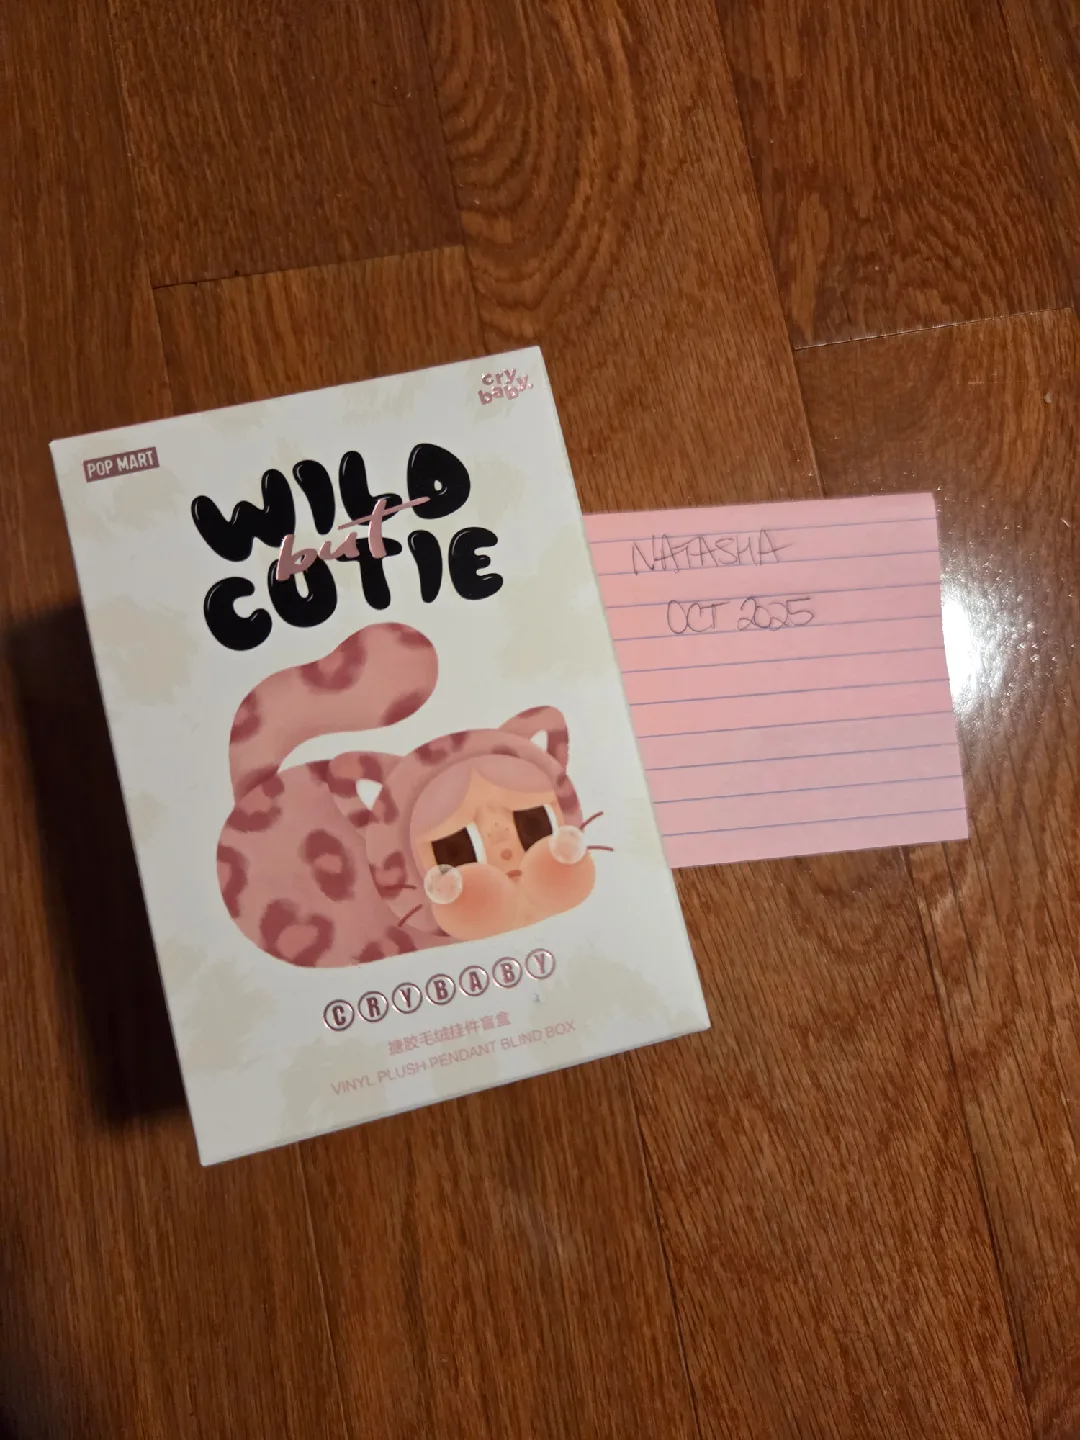 cry
baby.
POP MART
WILD
but
CUTIE
NATASHA
OCT 2025
CRYBABY
搪胶毛绒挂件盲盒
VINYL PLUSH PENDANT BLIND BOX